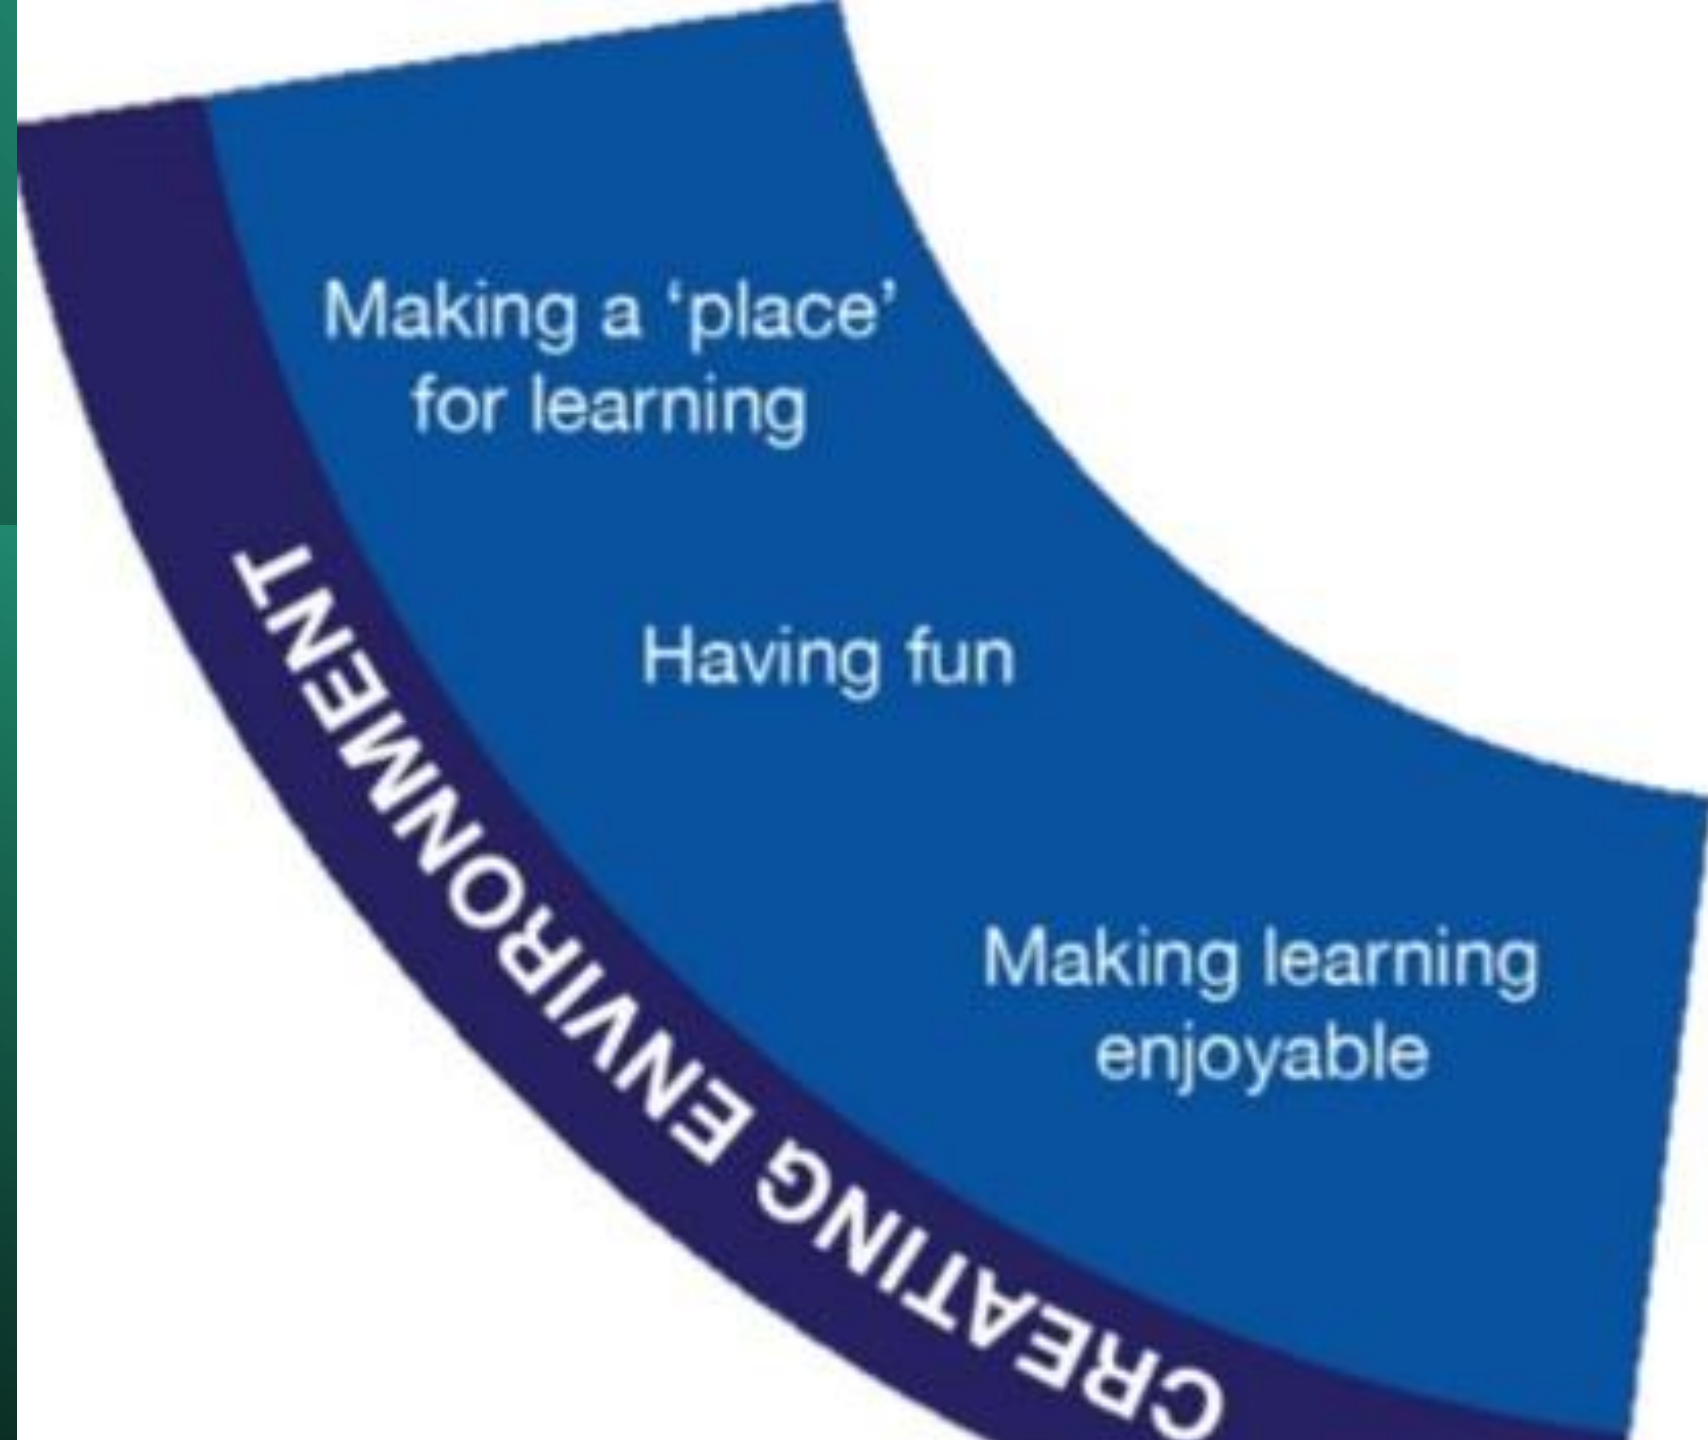 Making a ‘place’
for learning
Having fun
Making learning
enjoyable
CREATING ENVIRONMENT